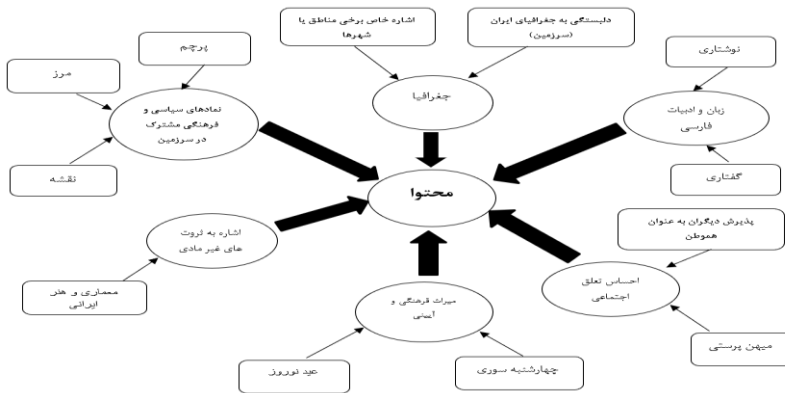 اشاره خاص برخی مناطق یا
شهرها
دلبستگی به جغرافیای ایران
(سرزمین)
پرچم
مرز
نوشتاری
نمادهای سیاسی و
فرهنگی مشترک
در سرزمین
جغرافیا
زبان و ادبیات
فارسی
نقشه
گفتاری
محتوا
اشاره به ثروت
های غیر مادی
پذیرش دیگران به عنوان
هموطن
احساس تعلق
اجتماعی
معماری و هنر
ایرانی
میراث فرهنگی و
آیینی
میهن پرستی
عید نوروز
چهارشنبه سوری